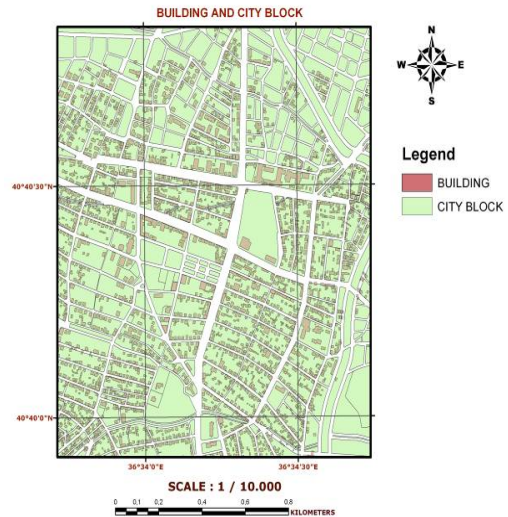 BUILDING AND CITY BLOCK
N
W E
S
Legend
BUILDING
CITY BLOCK
40°40'30"N
40°40'0"N
36°34'0"E 36°34'30"E
SCALE : 1 / 10.000
0 0,1 0,2 0,4 0,6 0,8
KILOMETERS